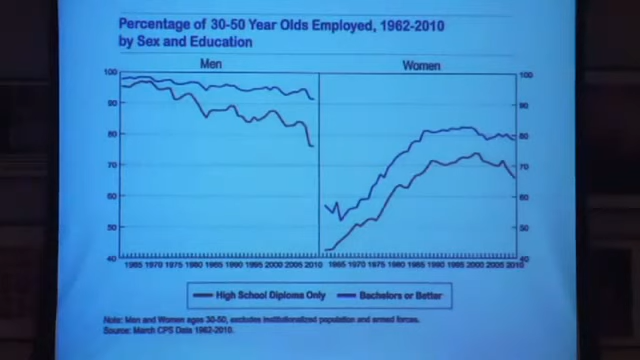 Percentage of 30-50 Year Olds Employed, 1962-2010
by Sex and Education
Men Women
100 100
90 90
80 80
70 70
60 60
50 50
40 40
1965 1970 1975 1980 1985 1990 1995 2000 2005 2010 1965 1970 1975 1980 1985 1990 1995 2000 2005 2010
High School Diploma Only Bachelors or Better
Note: Men and Women ages 30-50, excludes institutionalized population and armed forces.
Source: March CPS Data 1962-2010.